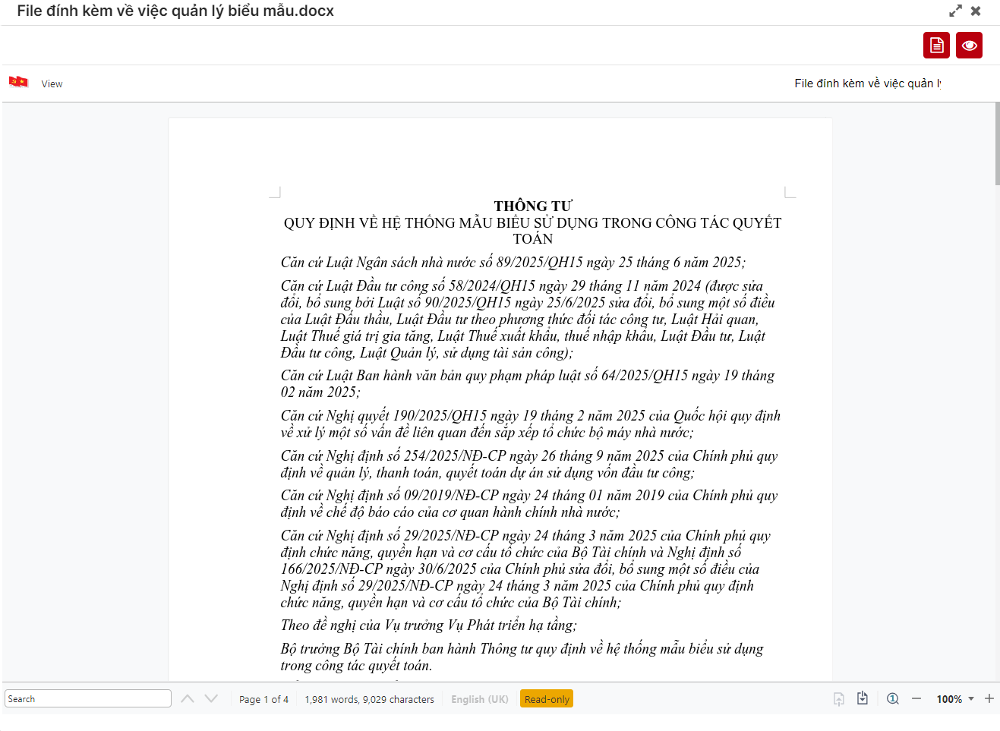 File đính kèm về việc quản lý biểu mẫu.docx
View
File đính kèm về việc quản lý
THÔNG TƯ
QUY ĐỊNH VỀ HỆ THỐNG MẪU BIỂU SỬ DỤNG TRONG CÔNG TÁC QUYẾT
TOÁN
Căn cứ Luật Ngân sách nhà nước số 89/2025/QH15 ngày 25 tháng 6 năm 2025;
Căn cứ Luật Đầu tư công số 58/2024/QH15 ngày 29 tháng 11 năm 2024 (được sửa
đổi, bổ sung bởi Luật số 90/2025/QH15 ngày 25/6/2025 sửa đổi, bổ sung một số điều
của Luật Đấu thầu, Luật Đầu tư theo phương thức đối tác công tư, Luật Hải quan,
Luật Thuế giá trị gia tăng, Luật Thuế xuất khẩu, thuế nhập khẩu, Luật Đầu tư, Luật
Đầu tư công, Luật Quản lý, sử dụng tài sản công);
Căn cứ Luật Ban hành văn bản quy phạm pháp luật số 64/2025/QH15 ngày 19 tháng
02 năm 2025;
Căn cứ Nghị quyết 190/2025/QH15 ngày 19 tháng 2 năm 2025 của Quốc hội quy định
về xử lý một số vấn đề liên quan đến sắp xếp tổ chức bộ máy nhà nước;
Căn cứ Nghị định số 254/2025/NĐ-CP ngày 26 tháng 9 năm 2025 của Chính phủ quy
định về quản lý, thanh toán, quyết toán dự án sử dụng vốn đầu tư công;
Căn cứ Nghị định số 09/2019/NĐ-CP ngày 24 tháng 01 năm 2019 của Chính phủ quy
định về chế độ báo cáo của cơ quan hành chính nhà nước;
Căn cứ Nghị định số 29/2025/NĐ-CP ngày 24 tháng 3 năm 2025 của Chính phủ quy
định chức năng, quyền hạn và cơ cấu tổ chức của Bộ Tài chính và Nghị định số
166/2025/NĐ-CP ngày 30/6/2025 của Chính phủ sửa đổi, bổ sung một số điều của
Nghị định số 29/2025/NĐ-CP ngày 24 tháng 3 năm 2025 của Chính phủ quy định
chức năng, quyền hạn và cơ cấu tổ chức của Bộ Tài chính;
Theo đề nghị của Vụ trưởng Vụ Phát triển hạ tầng;
Bộ trưởng Bộ Tài chính ban hành Thông tư quy định về hệ thống mẫu biểu sử dụng
trong công tác quyết toán.
Search
Page 1 of 4
1,981 words, 9,029 characters
English (UK)
Read-only
100%